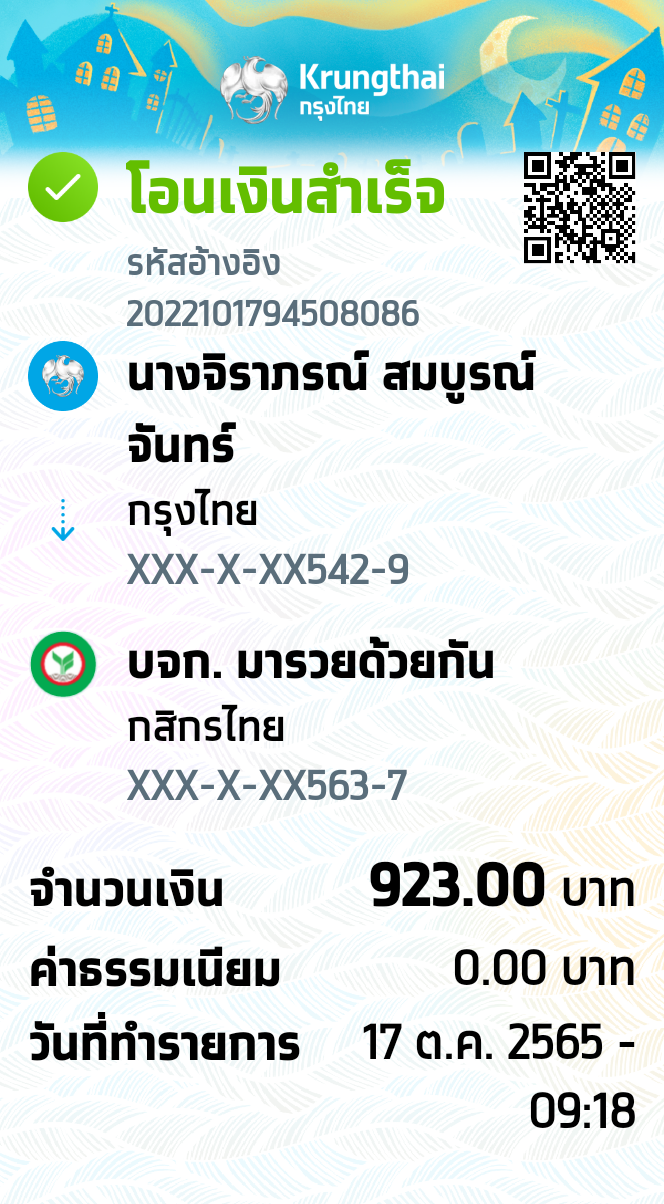 Krungthai
กรุงไทย
โอนเงินสำเร็จ
รหัสอ้างอิง
2022101794508086
นางจิราภรณ์ สมบูรณ์
จันทร์
กรุงไทย
XXX-X-XX542-9
บจก. มารวยด้วยกัน
กสิกรไทย
XXX-X-XX563-7
จำนวนเงิน 923.00 บาท
ค่าธรรมเนียม 0.00 บาท
วันที่ทำรายการ 17 ต.ค. 2565 -
09:18